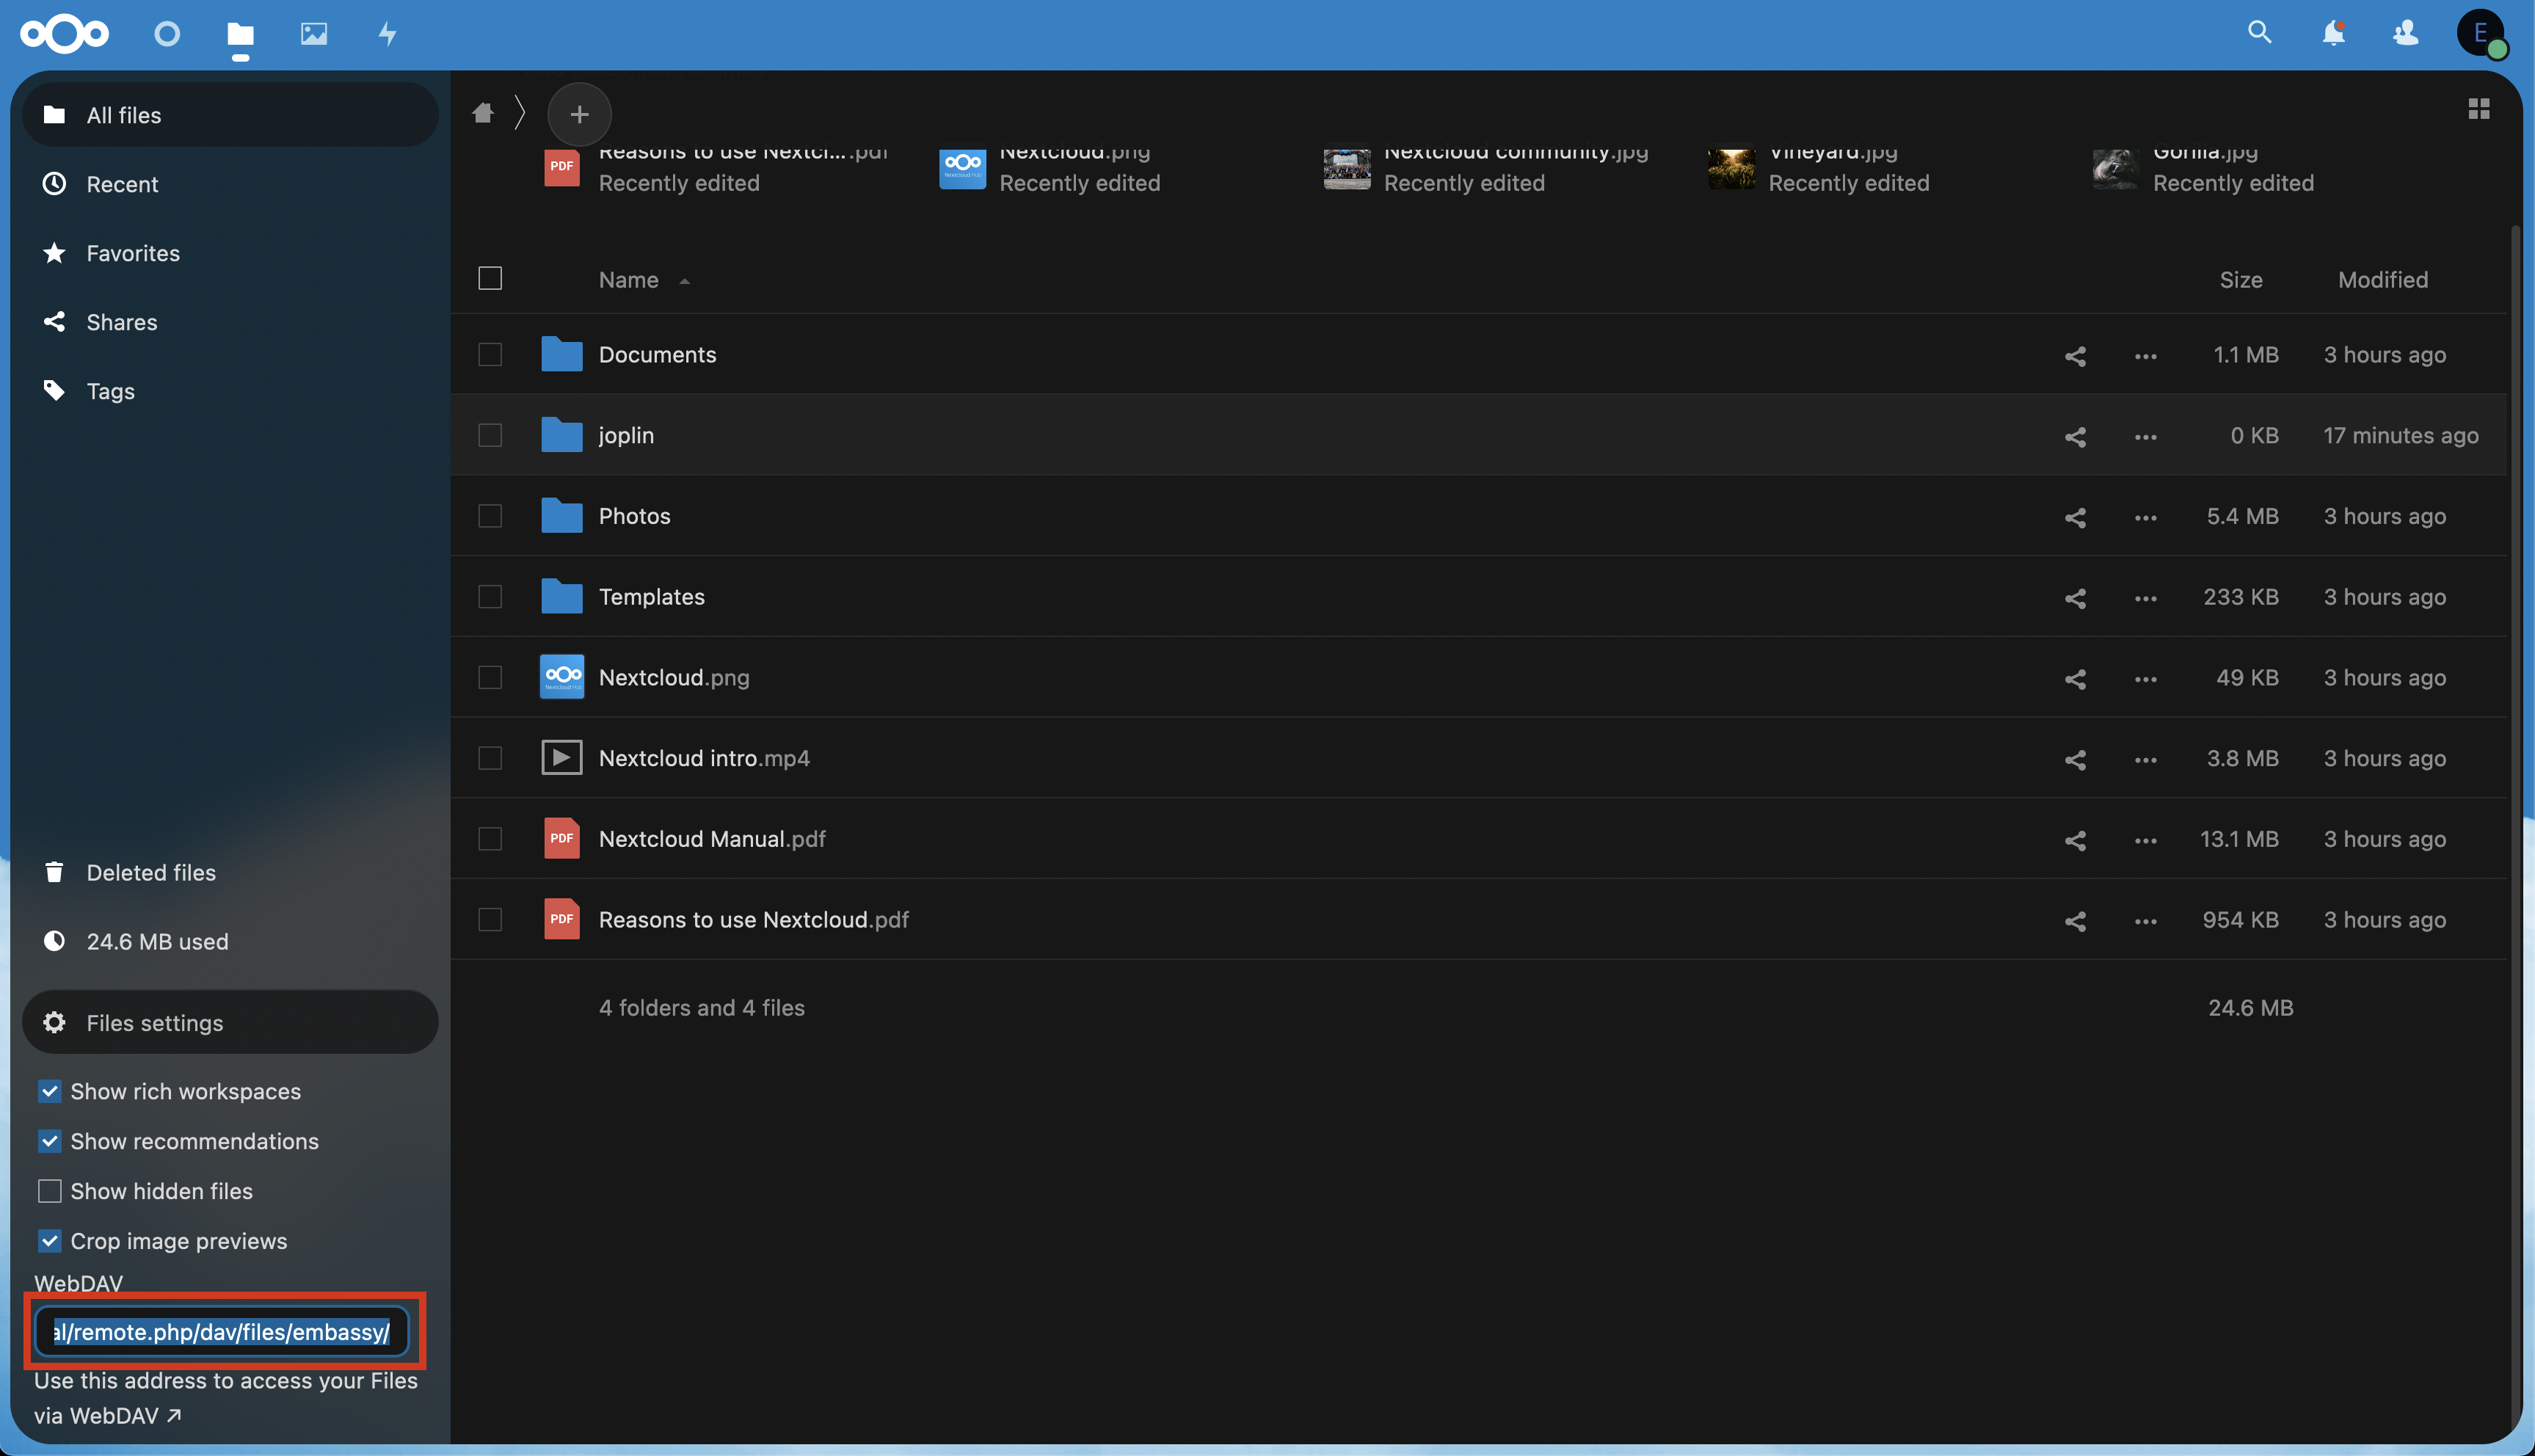 E
All files
Recent
Favorites
Shares
Tags
Deleted files
24.6 MB used
Files settings
Show rich workspaces
Show recommendations
Show hidden files
Crop image previews
WebDAV
al/remote.php/dav/files/embassy/
Use this address to access your Files
via WebDAV ↗
PDF Reasons to use Nextcl....pdf
Recently edited
Nextcloud.png
Recently edited
Nextcloud community.jpg
Recently edited
Vineyard.jpg
Recently edited
Gorilla.jpg
Recently edited
Name Size Modified
Documents 1.1 MB 3 hours ago
joplin 0 KB 17 minutes ago
Photos 5.4 MB 3 hours ago
Templates 233 KB 3 hours ago
Nextcloud.png 49 KB 3 hours ago
Nextcloud intro.mp4 3.8 MB 3 hours ago
PDF Nextcloud Manual.pdf 13.1 MB 3 hours ago
PDF Reasons to use Nextcloud.pdf 954 KB 3 hours ago
4 folders and 4 files 24.6 MB